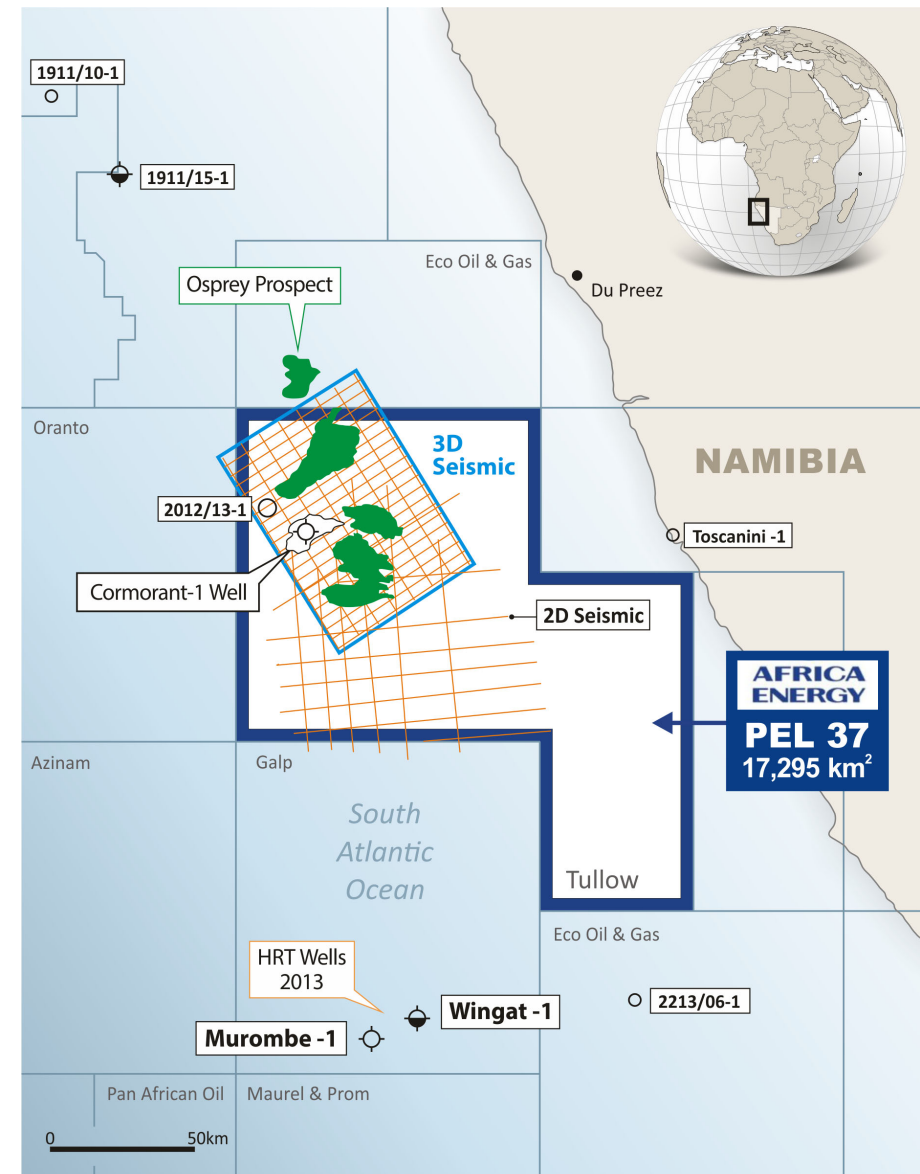 1911/10-1
1911/15-1
Eco Oil & Gas
Osprey Prospect
Du Preez
Oranto
3D
Seismic
NAMIBIA
2012/13-1
Toscanini -1
Cormorant-1 Well
2D Seismic
AFRICA
ENERGY
PEL 37
17,295 km²
Azinam
Galp
South
Atlantic
Ocean
Tullow
Eco Oil & Gas
HRT Wells
2013
2213/06-1
Wingat -1
Murombe -1
Pan African Oil
Maurel & Prom
0
50km